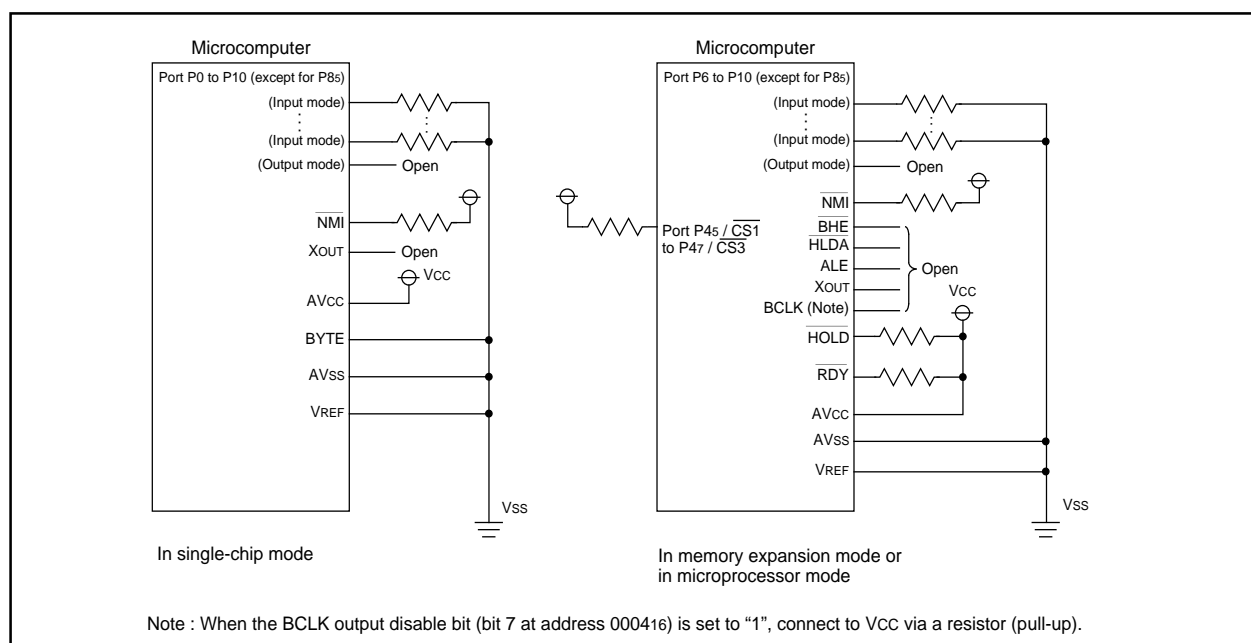 Microcomputer
Port P0 to P10 (except for P85)
(Input mode)
(Input mode)
(Output mode)
Open
NMI
XOUT
Open
VCC
AVCC
BYTE
AVSS
VREF
VSS
In single-chip mode
Microcomputer
Port P6 to P10 (except for P85)
(Input mode)
(Input mode)
(Output mode)
Open
NMI
Port P45 / CS1
to P47 / CS3
BHE
HLDA
ALE
Open
XOUT
VCC
BCLK (Note)
HOLD
RDY
AVCC
AVSS
VREF
VSS
In memory expansion mode or
in microprocessor mode
Note : When the BCLK output disable bit (bit 7 at address 000416) is set to “1”, connect to VCC via a resistor (pull-up).